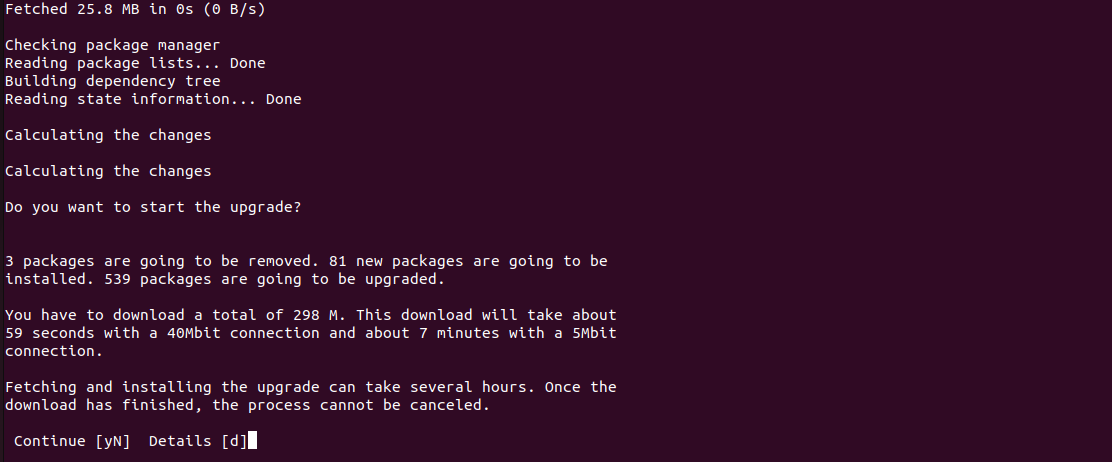 Fetched 25.8 MB in 0s (0 B/s)
Checking package manager
Reading package lists... Done
Building dependency tree
Reading state information... Done
Calculating the changes
Calculating the changes
Do you want to start the upgrade?
3 packages are going to be removed. 81 new packages are going to be
installed. 539 packages are going to be upgraded.
You have to download a total of 298 M. This download will take about
59 seconds with a 40Mbit connection and about 7 minutes with a 5Mbit
connection.
Fetching and installing the upgrade can take several hours. Once the
download has finished, the process cannot be canceled.
Continue [yN]  Details [d]